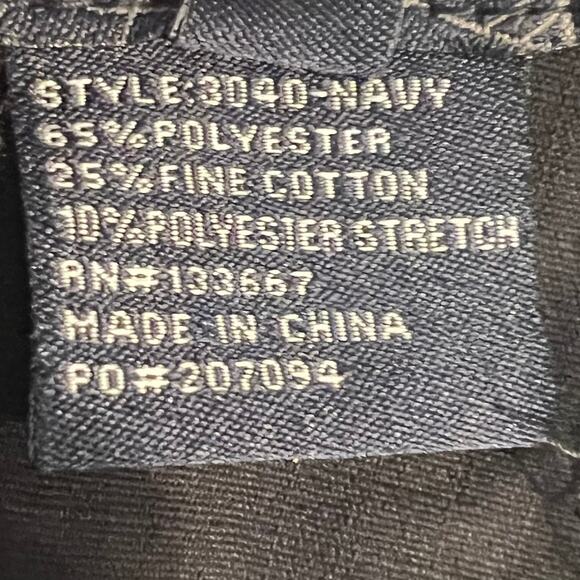 STYLE:3040-NAVY
65%POLYESTER
25%FINE COTTON
10%POLYESTER STRETCH
RN#133667
MADE IN CHINA
PO#207094